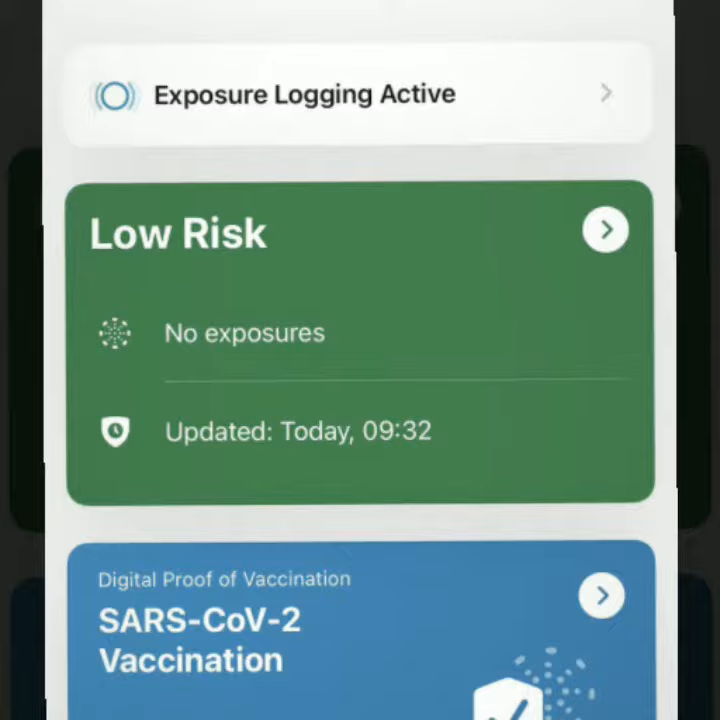 Exposure Logging Active
Low Risk
No exposures
Updated: Today, 09:32
Digital Proof of Vaccination
SARS-CoV-2
Vaccination